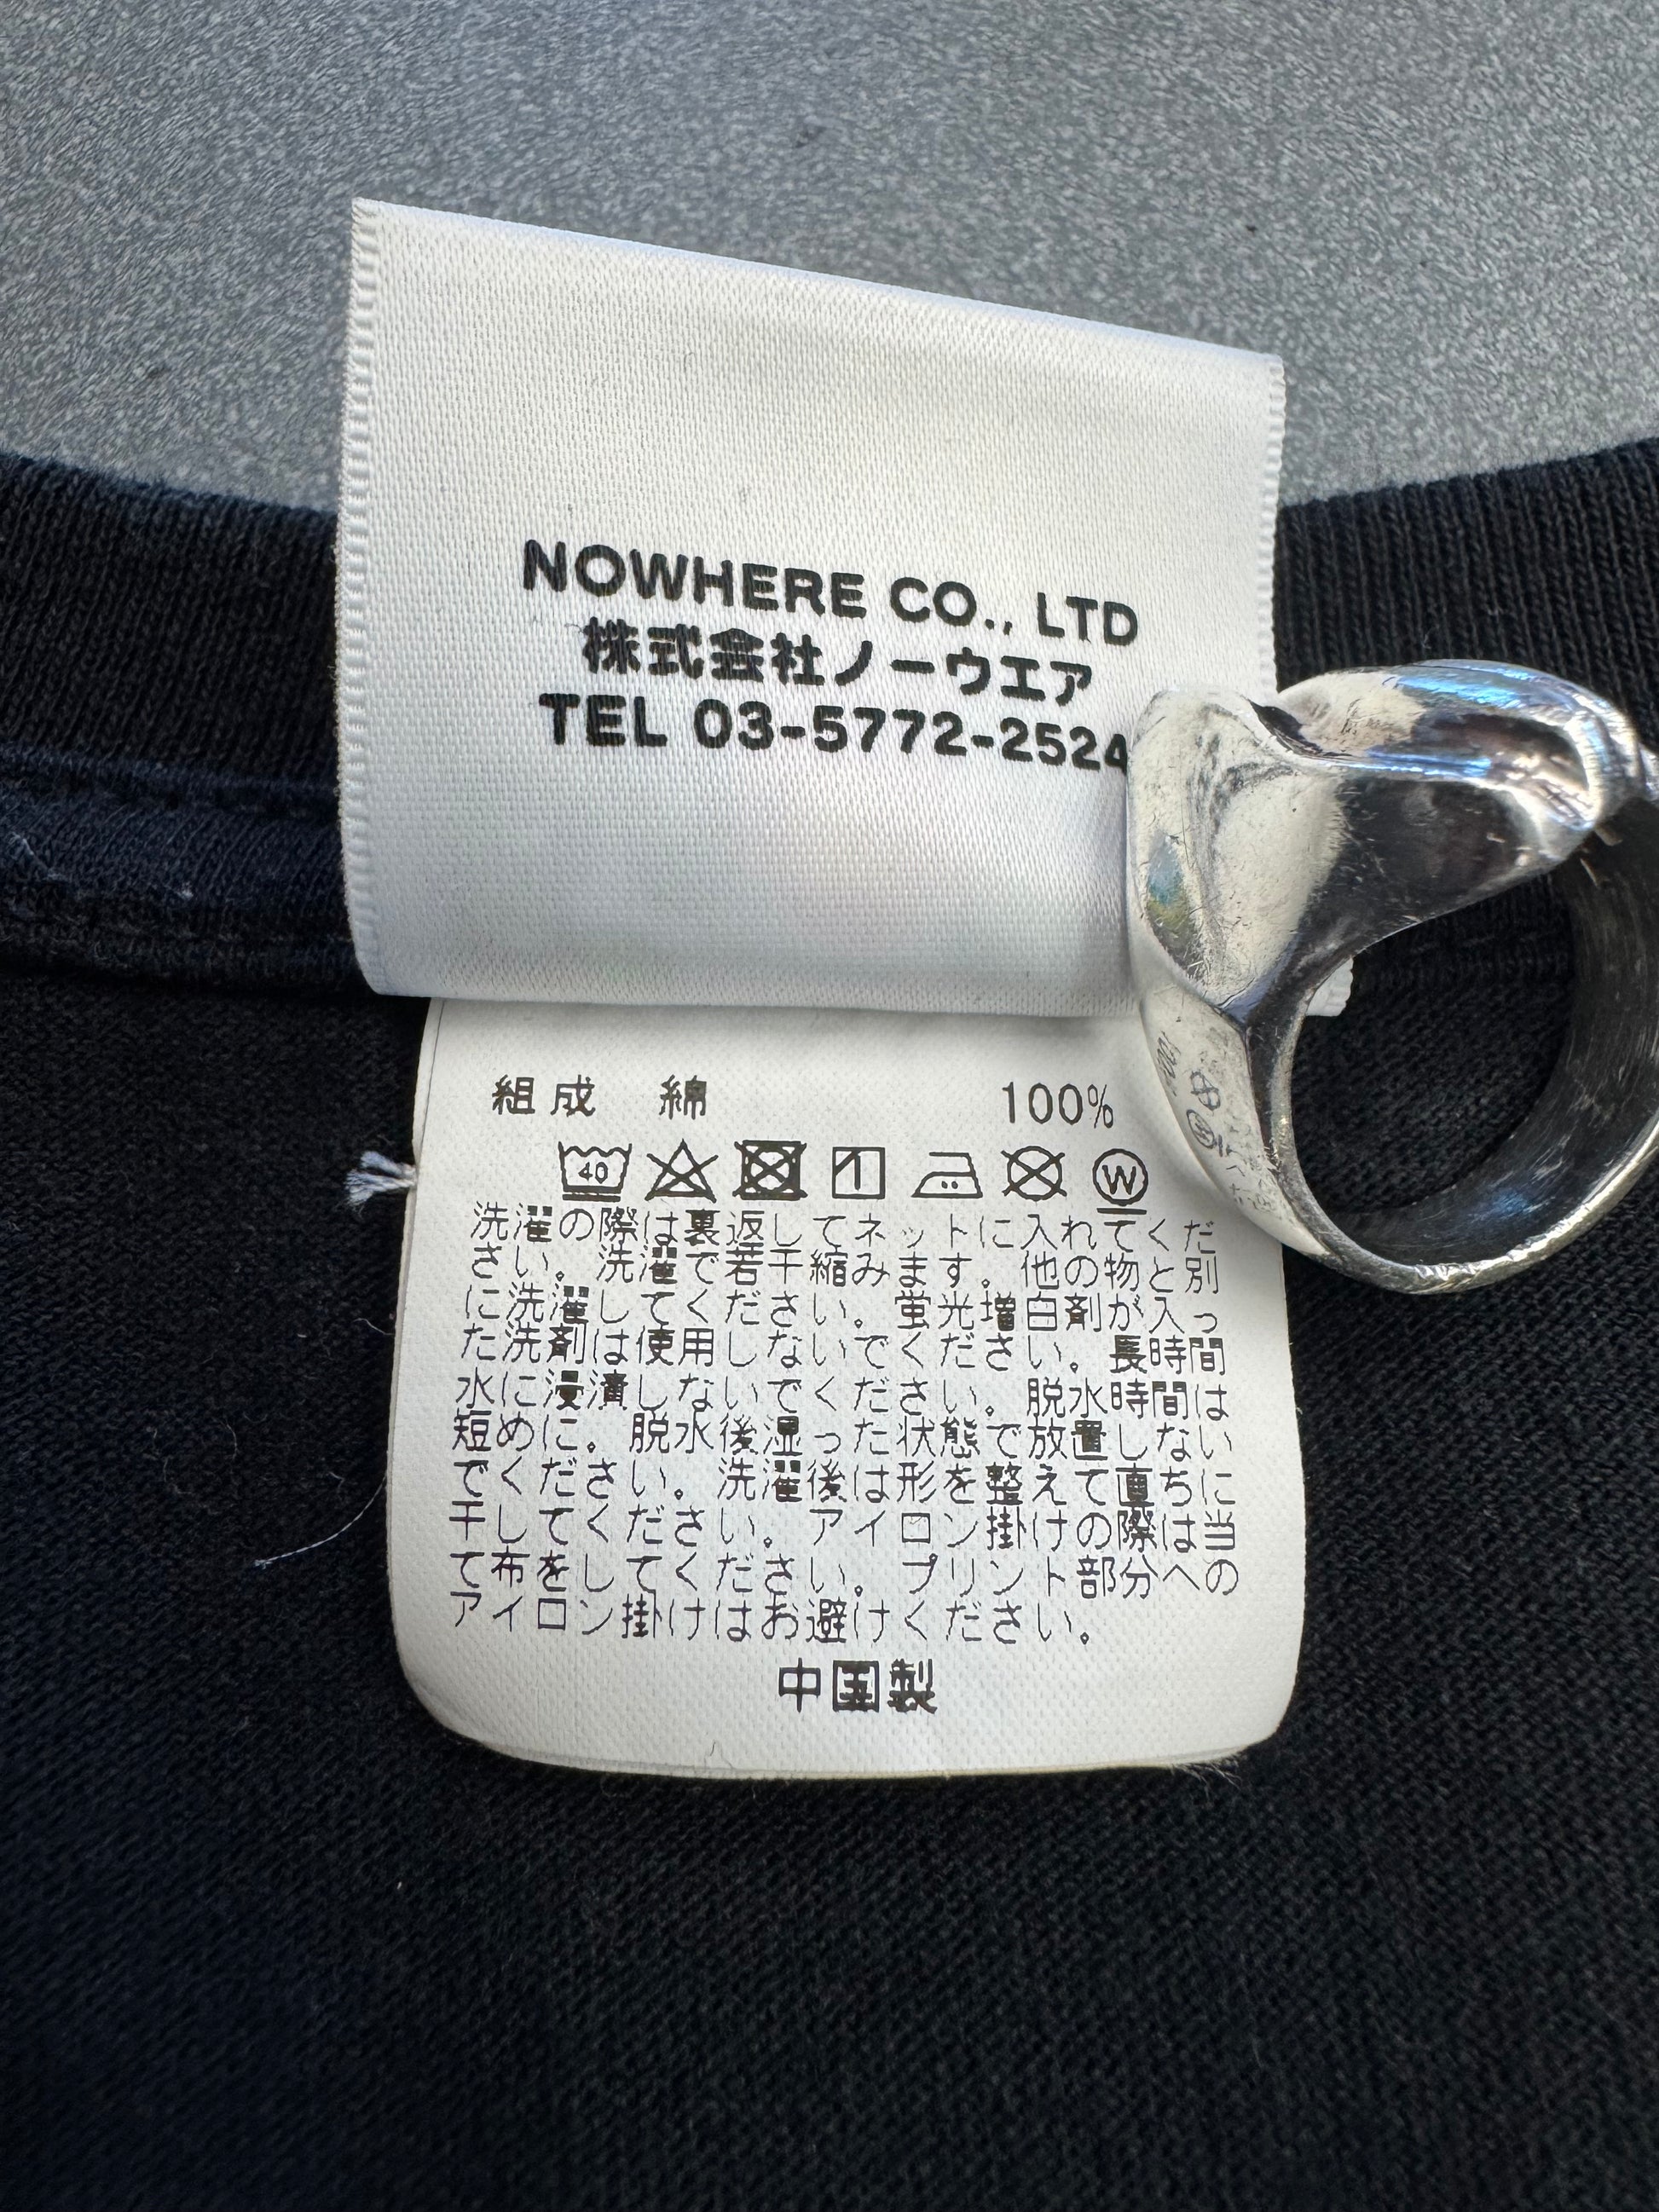 NOWHERE CO., LTD
株式会社ノーウエア
TEL 03-5772-2524
組成 綿 100%
40 W
洗濯の際は裏返してネットに入れてくだ
さい。洗濯で若干縮みます。他の物と別
に洗濯してください。蛍光増白剤が入っ
た洗剤は使用しないでください。長時間
水に浸漬しないでください。脱水時間は
短めに。脱水後湿った状態で放置しない
でください。洗濯後は形を整えて直ちに
干してください。アイロン掛けの際は当
て布をしてください。プリント部分への
アイロン掛けはお避けください。
中国製